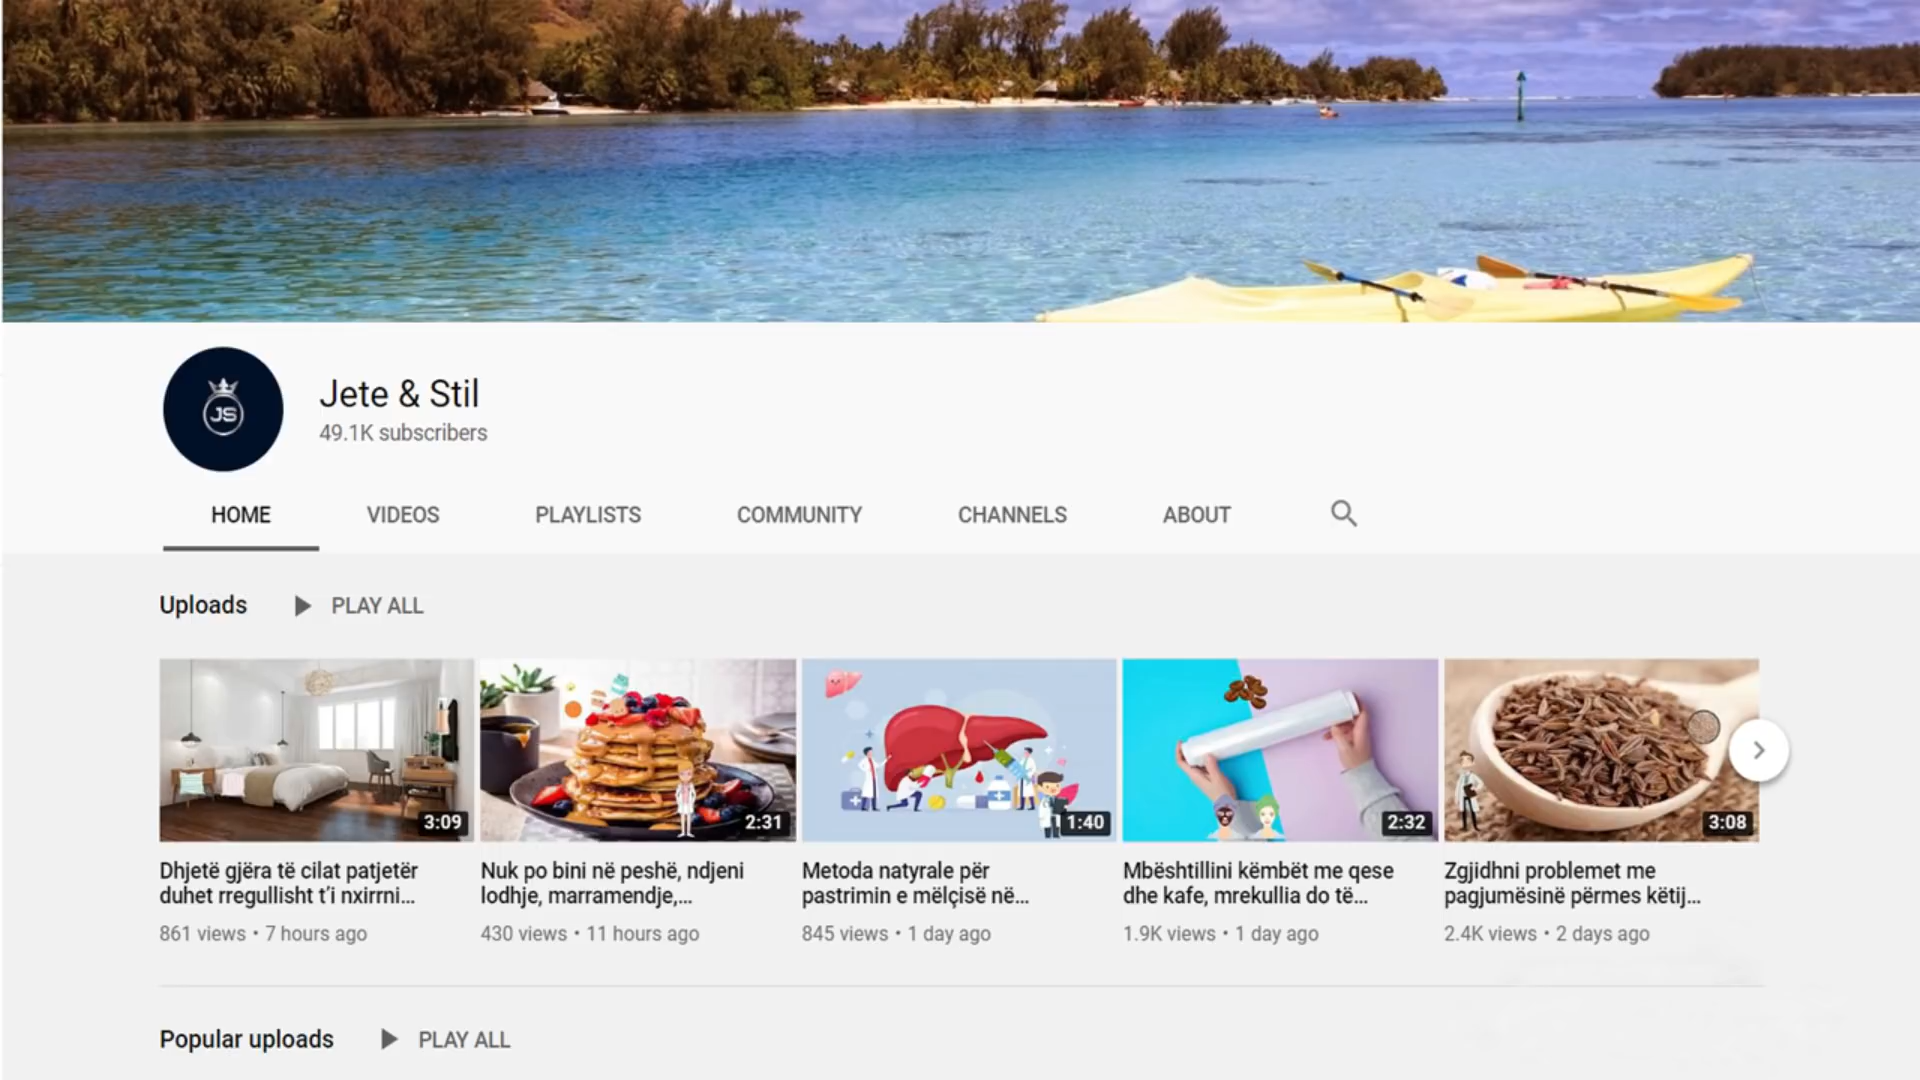 JS
Jete & Stil
49.1K subscribers
HOME VIDEOS PLAYLISTS COMMUNITY CHANNELS ABOUT
Uploads PLAY ALL
3:09
2:31
1:40
2:32
3:08
Dhjetë gjëra të cilat patjetër
duhet rregullisht t'i nxirrni...
861 views • 7 hours ago
Nuk po bini në peshë, ndjeni
lodhje, marramendje,...
430 views • 11 hours ago
Metoda natyrale për
pastrimin e mëlçisë në...
845 views • 1 day ago
Mbështillini këmbët me qese
dhe kafe, mrekullia do të...
1.9K views • 1 day ago
Zgjidhni problemet me
pagjumësinë përmes këtij...
2.4K views • 2 days ago
Popular uploads PLAY ALL